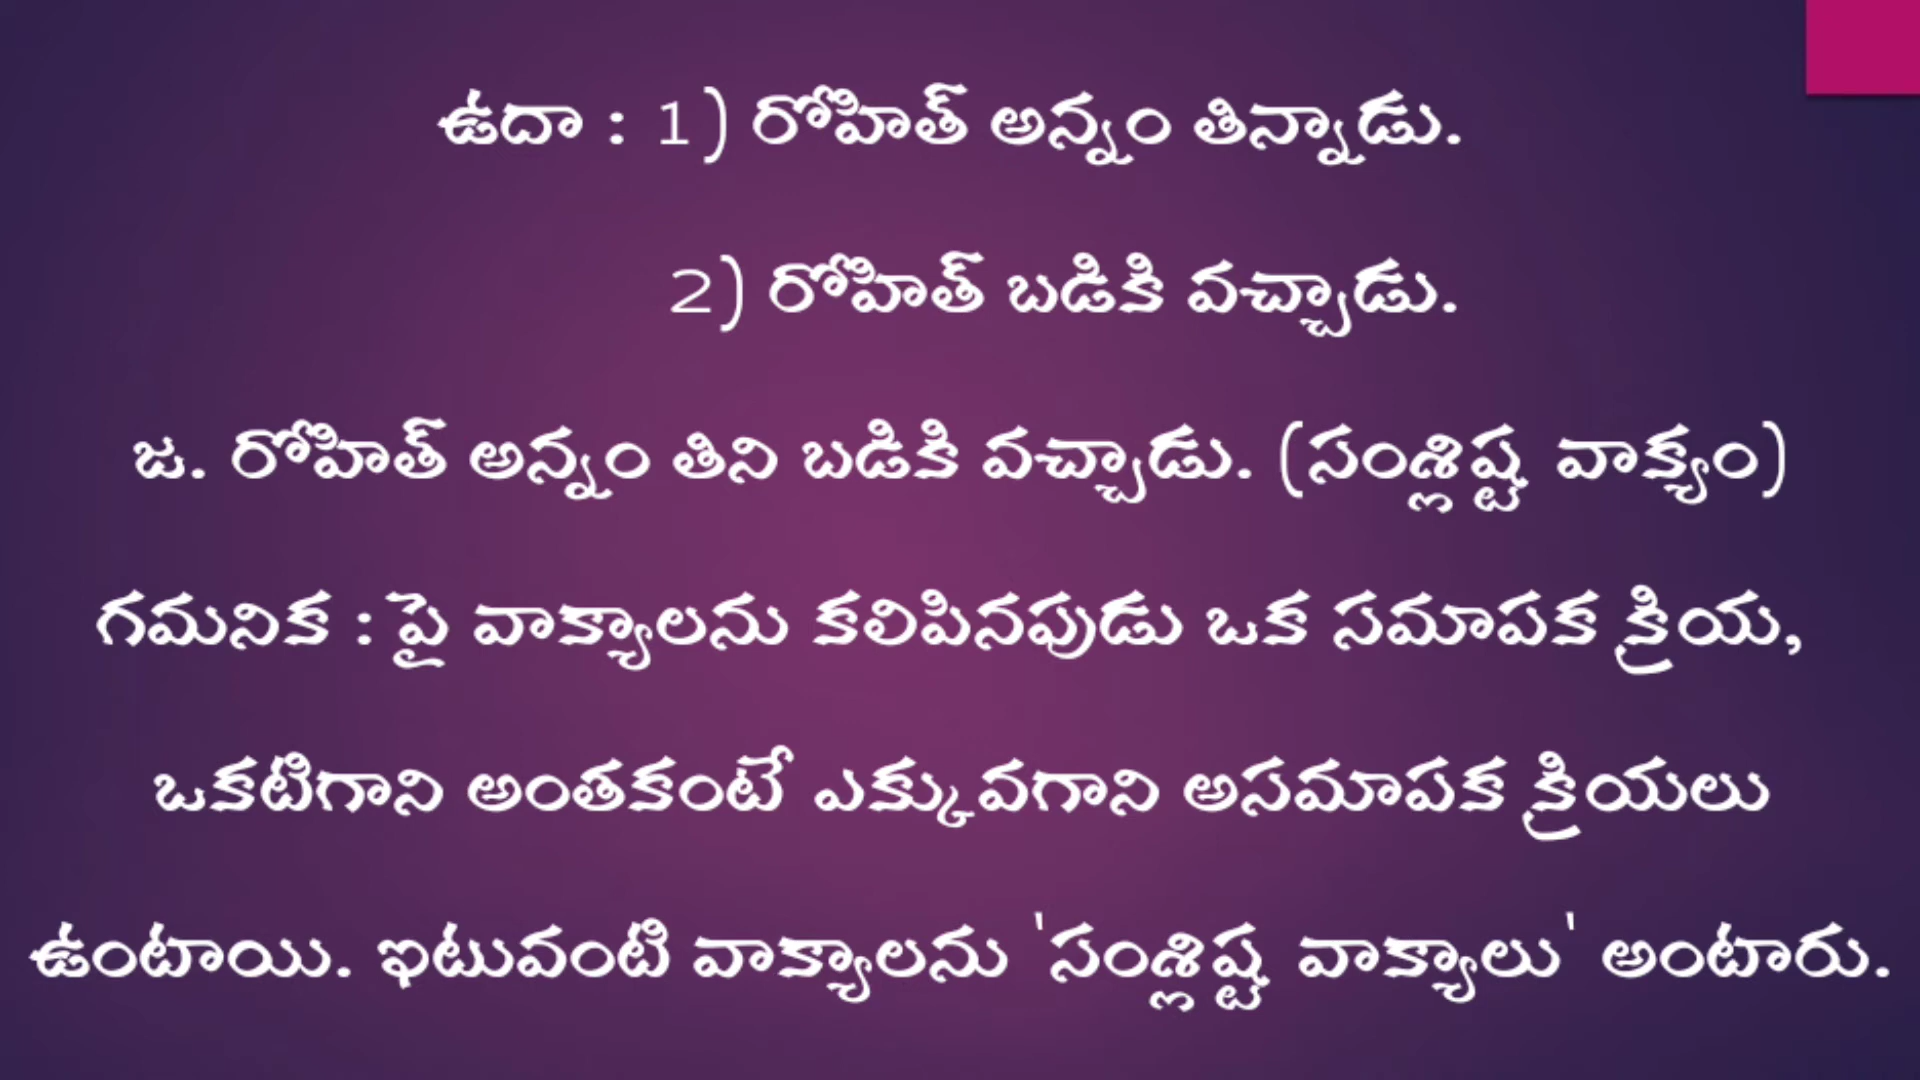 ఉదా : 1) రోహిత్ అన్నం తిన్నాడు.
2) రోహిత్ బడికి వచ్చాడు.
జ. రోహిత్ అన్నం తిని బడికి వచ్చాడు. (సంశ్లిష్ట వాక్యం)
గమనిక : పై వాక్యాలను కలిపినపుడు ఒక సమాపక క్రియ,
ఒకటిగాని అంతకంటే ఎక్కువగాని అసమాపక క్రియలు
ఉంటాయి. ఇటువంటి వాక్యాలను 'సంశ్లిష్ట వాక్యాలు' అంటారు.